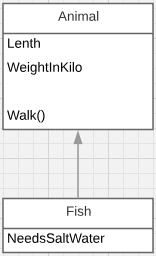 Animal
Lenth
WeightInKilo
Walk()
Fish
NeedsSaltWater